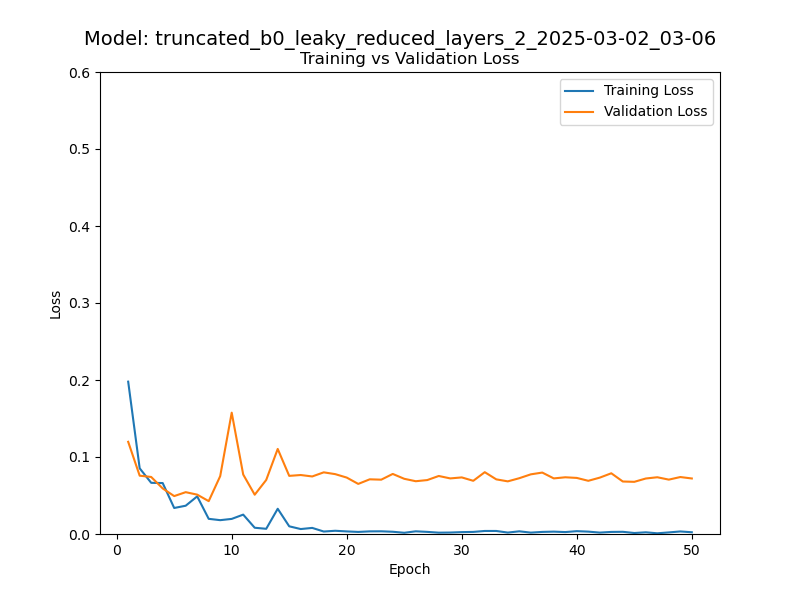 Model: truncated_b0_leaky_reduced_layers_2_2025-03-02_03-06
Training vs Validation Loss
Training Loss
Validation Loss
0.6
0.5
0.4
0.3
0.2
0.1
0.0
Loss
0
10
20
30
40
50
Epoch